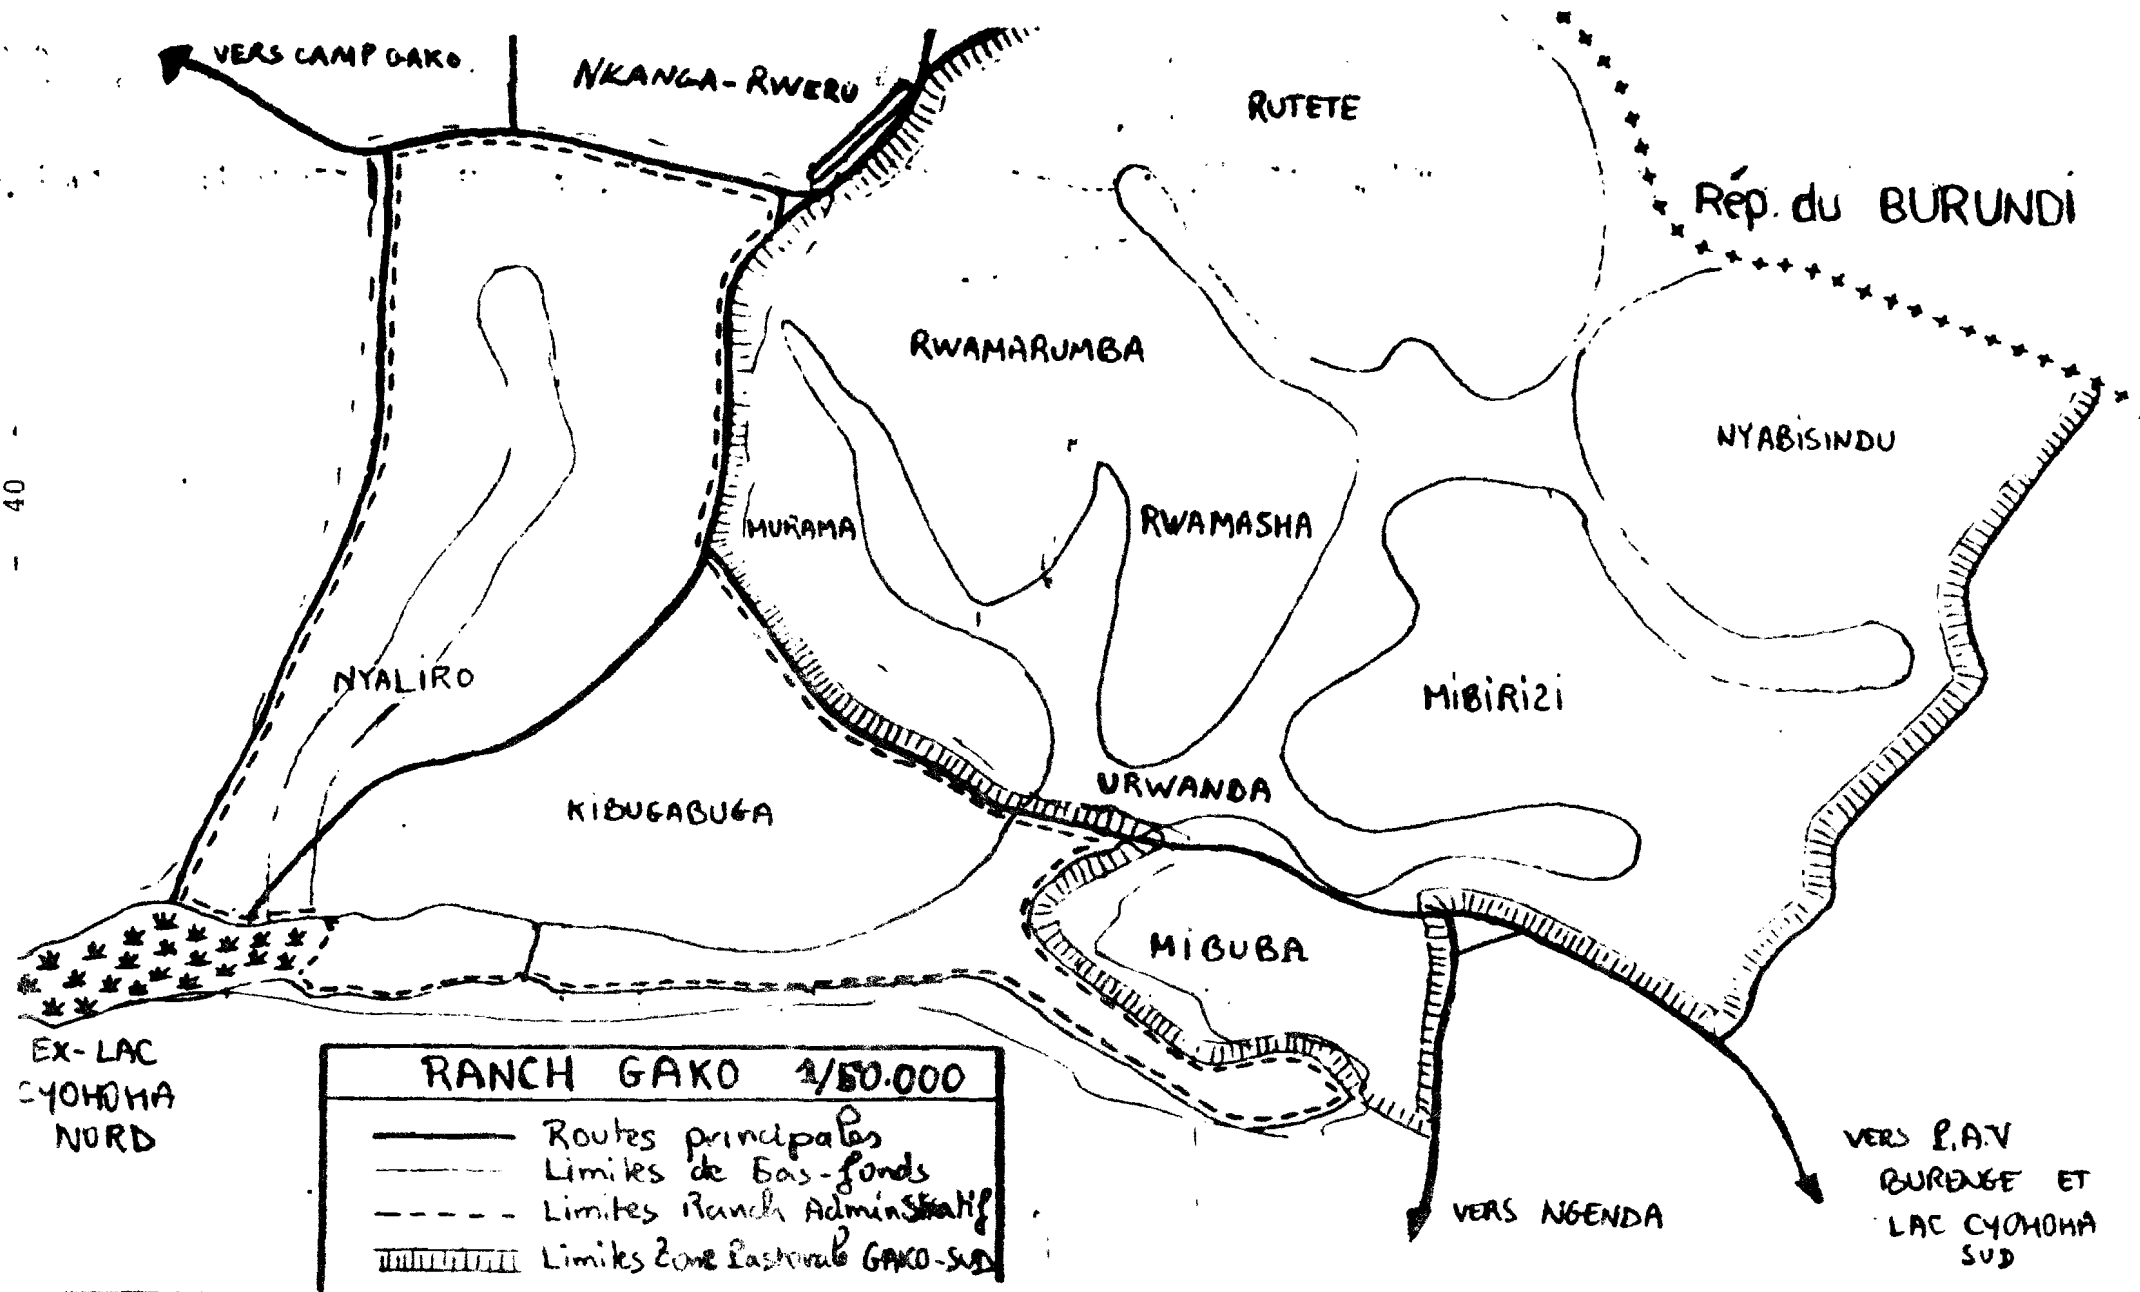 VERS CAMP GAKO
NKANGA-RWERU
RUTETE
Rép. du BURUNDI
RWAMARUMBA
NYABISINDU
- 40 -
MURAMA
RWAMASHA
NYALIRO
MIBIRIZI
URWANDA
KIBUGABUGA
MIBUBA
EX-LAC
CYOHOHA
NORD
RANCH GAKO 1/50.000
Routes principales
Limites de Bas-fonds
Limites Ranch Administratif
Limites Zone Pastorale GAKO-SUD
VERS NGENDA
VERS P.A.V
BURENGE ET
LAC CYOHOHA
SUD